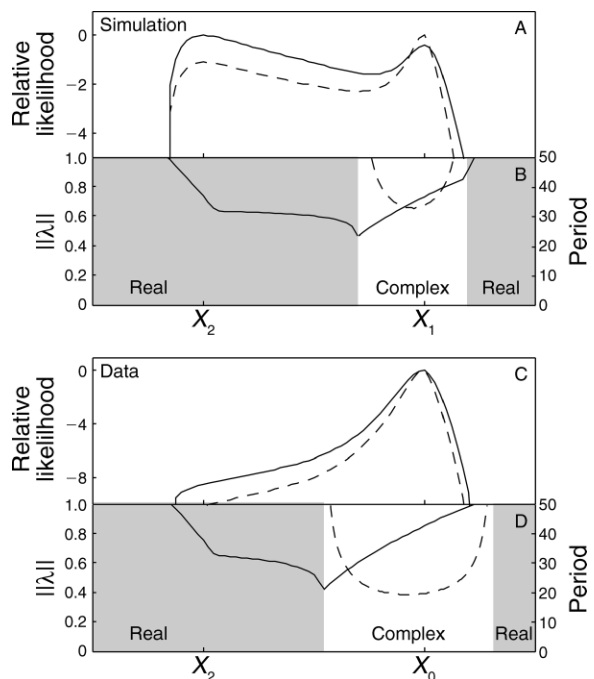 Simulation
A
Relative
likelilhood
0
−2
−4
B
||λ||
1.0
0.8
0.6
0.4
0.2
0
50
40
30
20
10
0
Period
Real
Complex
Real
X2
X1
Data
C
Relative
likelilhood
0
−4
−8
D
||λ||
1.0
0.8
0.6
0.4
0.2
0
50
40
30
20
10
0
Period
Real
Complex
Real
X2
X0